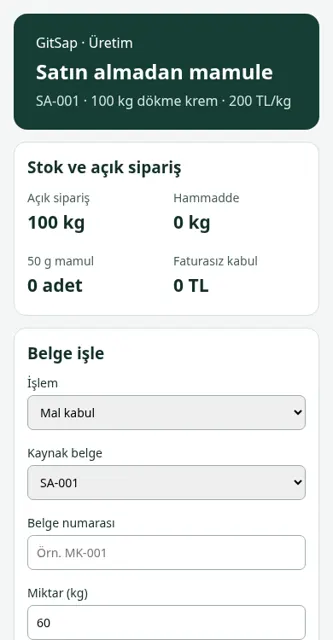 GitSap · Üretim
Satın almadan mamule
SA-001 · 100 kg dökme krem · 200 TL/kg
Stok ve açık sipariş
Açık sipariş
100 kg
Hammadde
0 kg
50 g mamul
0 adet
Faturasız kabul
0 TL
Belge işle
İşlem
Mal kabul
Kaynak belge
SA-001
Belge numarası
Örn. MK-001
Miktar (kg)
60